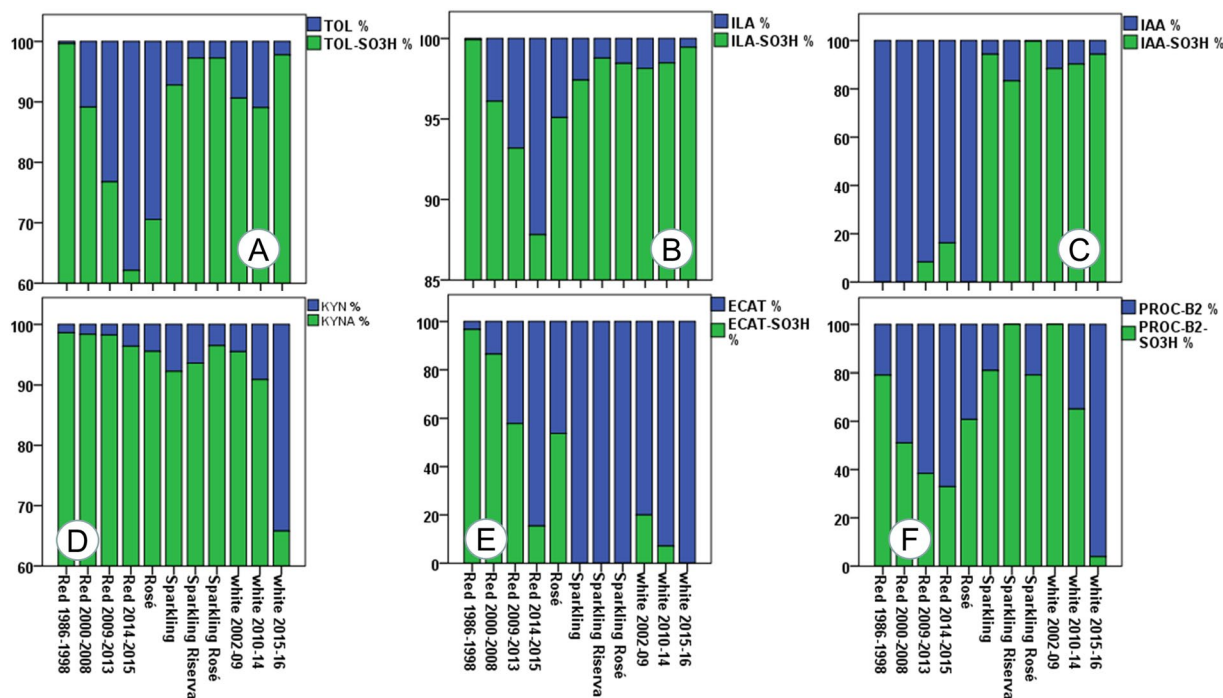 TOL %
TOL-SO3H %
100
90
80
70
60
A
ILA %
ILA-SO3H %
100
95
90
85
B
IAA %
IAA-SO3H %
100
80
60
40
20
0
C
KYN %
KYNA %
100
90
80
70
60
D
Red 1986-1998
Red 2000-2008
Red 2009-2013
Red 2014-2015
Rosé
Sparkling
Sparkling Riserva
Sparkling Rosé
white 2002-09
white 2010-14
white 2015-16
ECAT %
ECAT-SO3H
%
100
80
60
40
20
0
E
Red 1986-1998
Red 2000-2008
Red 2009-2013
Red 2014-2015
Rosé
Sparkling
Sparkling Riserva
Sparkling Rosé
white 2002-09
white 2010-14
white 2015-16
PROC-B2 %
PROC-B2-
SO3H %
100
80
60
40
20
0
F
Red 1986-1998
Red 2000-2008
Red 2009-2013
Red 2014-2015
Rosé
Sparkling
Sparkling Riserva
Sparkling Rosé
white 2002-09
white 2010-14
white 2015-16